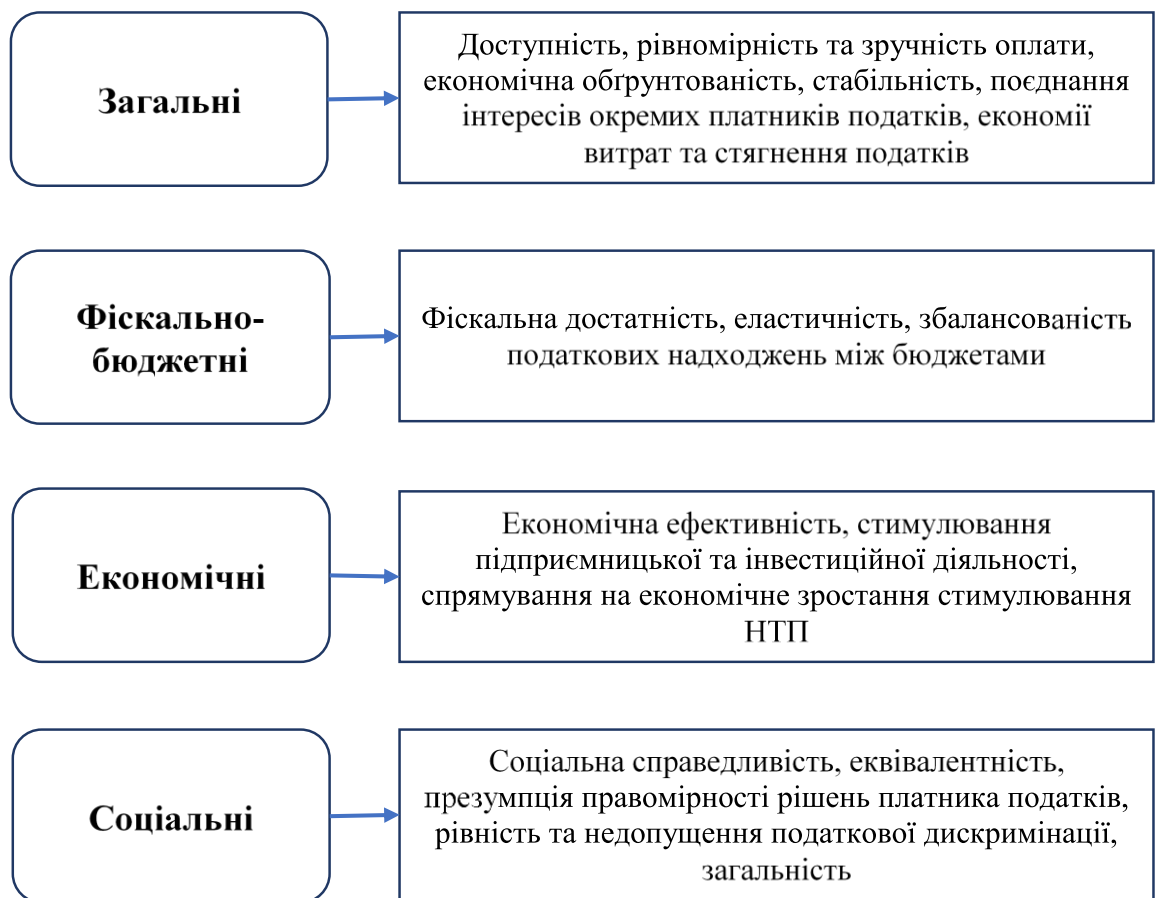 Загальні
Доступність, рівномірність та зручність оплати,
економічна обґрунтованість, стабільність, поєднання
інтересів окремих платників податків, економії
витрат та стягнення податків
Фіскально-
бюджетні
Фіскальна достатність, еластичність, збалансованість
податкових надходжень між бюджетами
Економічні
Економічна ефективність, стимулювання
підприємницької та інвестиційної діяльності,
спрямування на економічне зростання стимулювання
НТП
Соціальні
Соціальна справедливість, еквівалентність,
презумпція правомірності рішень платника податків,
рівність та недопущення податкової дискримінації,
загальність